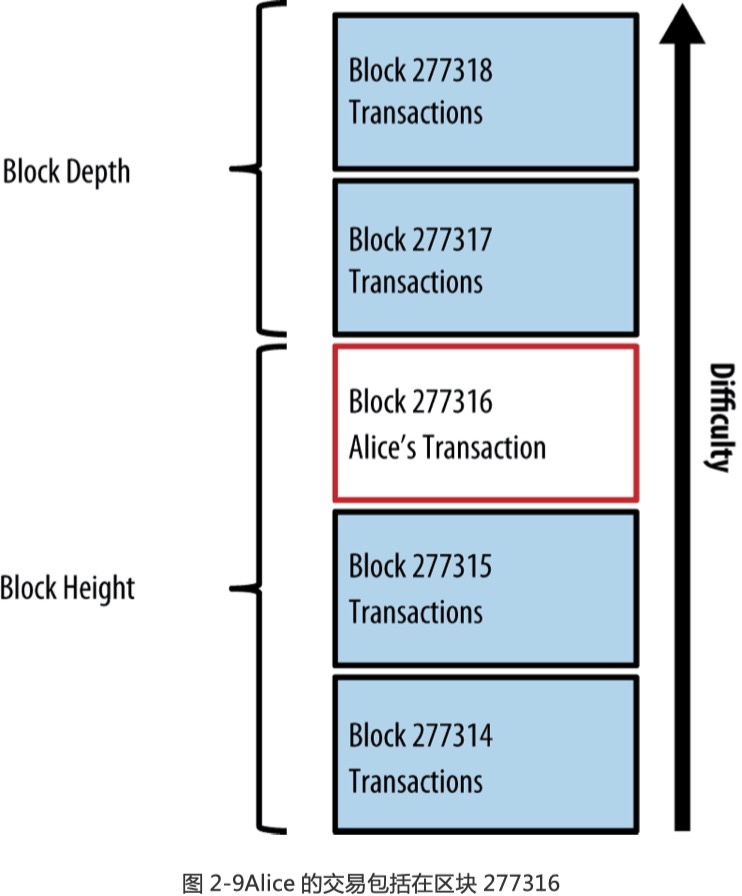 Block 277318
Transactions
Block Depth
Block 277317
Transactions
Block 277316
Alice's Transaction
Difficulty
Block 277315
Transactions
Block Height
Block 277314
Transactions
图 2-9Alice 的交易包括在区块 277316